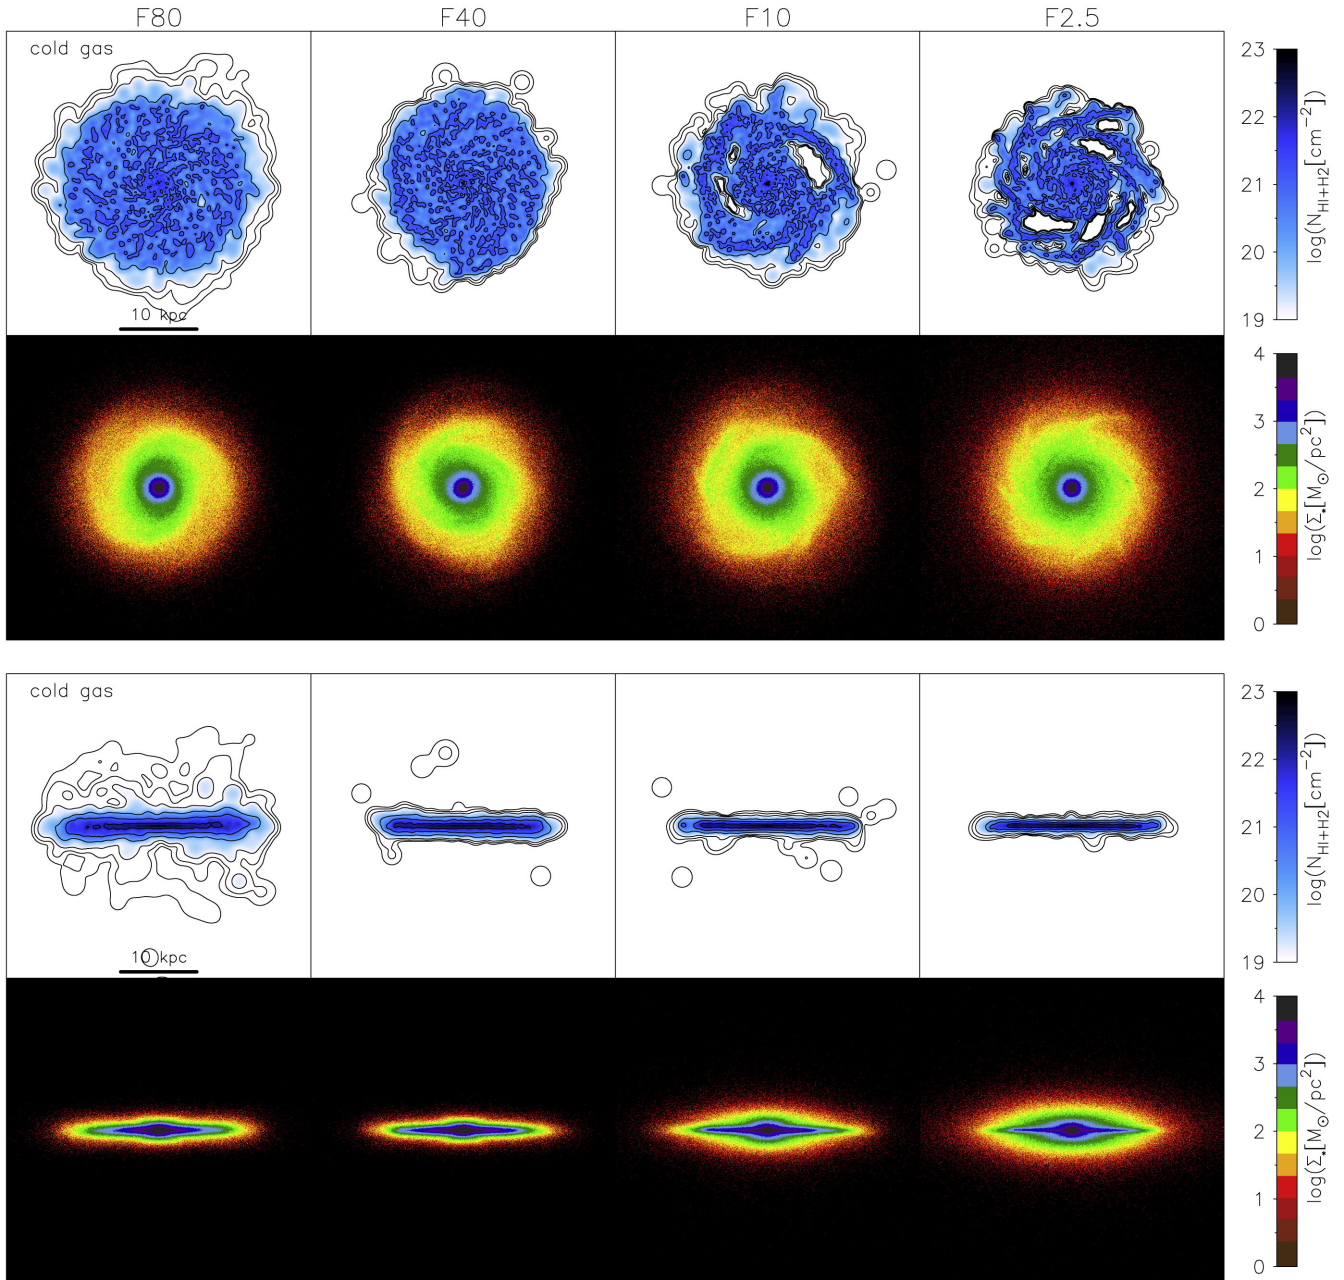 F80 F40 F10 F2.5
cold gas
10 kpc
23
22
21
20
19
log(N_HI+H2[cm⁻²])
4
3
2
1
0
log(Σ⋆[M⊙/pc²])
cold gas
10 kpc
23
22
21
20
19
log(N_HI+H2[cm⁻²])
4
3
2
1
0
log(Σ⋆[M⊙/pc²])